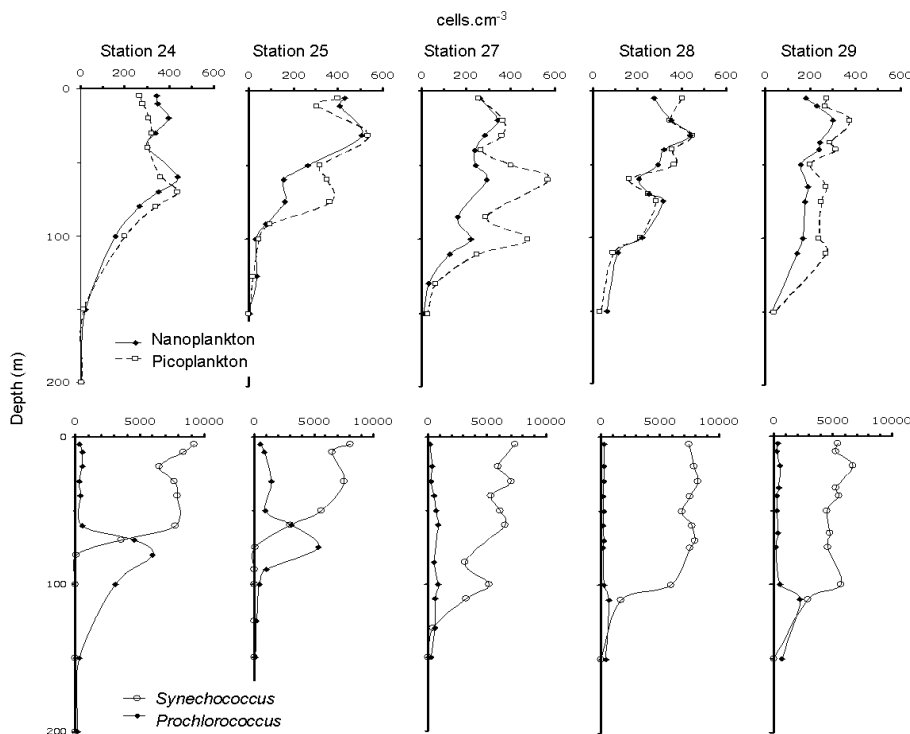 cells.cm-3
Station 24 Station 25 Station 27 Station 28 Station 29
0 200 400 600 0 200 400 600 0 200 400 600 0 200 400 600 0 200 400 600
0
100
200
Nanoplankton
Picoplankton
Depth (m)
5000 10000 0 5000 10000 0 5000 10000 0 5000 10000 0 5000 10000
0
100
200
Synechococcus
Prochlorococcus